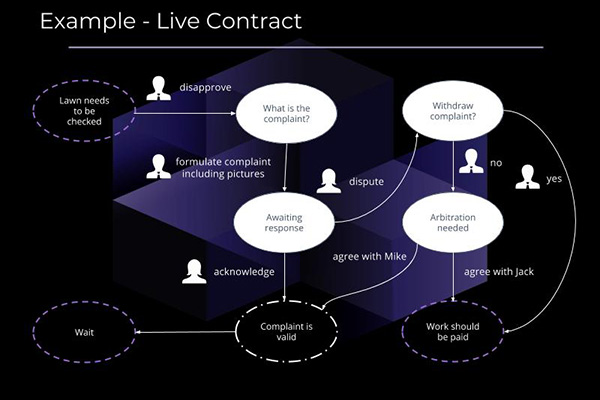 Example - Live Contract
Lawn needs
to be
checked
disapprove
What is the
complaint?
Withdraw
complaint?
formulate complaint
including pictures
dispute
no
yes
Awaiting
response
Arbitration
needed
acknowledge
agree with Mike
agree with Jack
Wait
Complaint is
valid
Work should
be paid